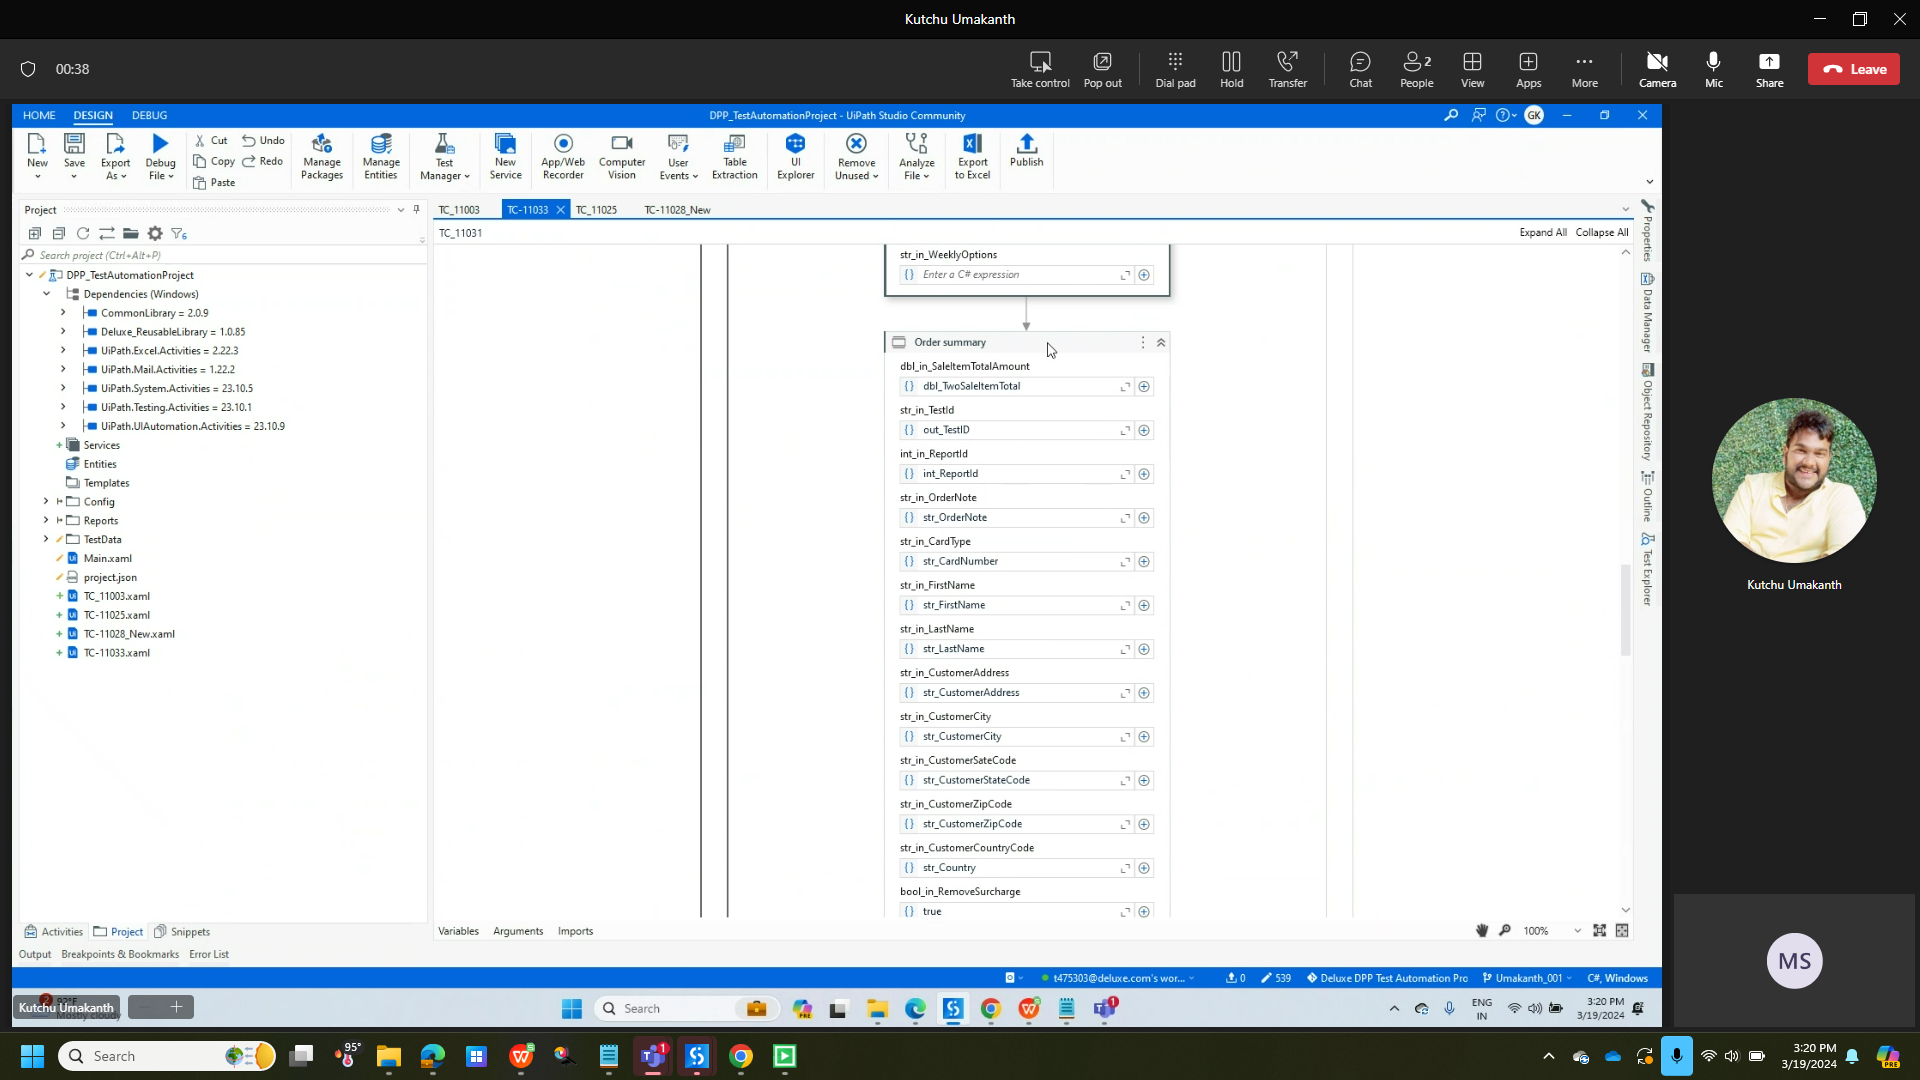 Kutchu Umakanth
00:38
Take control
Pop out
Dial pad
Hold
Transfer
Chat
People
2
View
Apps
More
Camera
Mic
Share
Leave
HOME
DESIGN
DEBUG
DPP_TestAutomationProject - UiPath Studio Community
GK
New
Save
Export As
Debug File
Cut
Copy
Paste
Undo
Redo
Manage Packages
Manage Entities
Test Manager
New Service
App/Web Recorder
Computer Vision
User Events
Table Extraction
UI Explorer
Remove Unused
Analyze File
Export to Excel
Publish
Project
TC_11003
TC-11033
TC_11025
TC-11028_New
Search project (Ctrl+Alt+P)
TC_11031
Expand All
Collapse All
DPP_TestAutomationProject
Dependencies (Windows)
CommonLibrary = 2.0.9
Deluxe_ReusableLibrary = 1.0.85
UiPath.Excel.Activities = 2.22.3
UiPath.Mail.Activities = 1.22.2
UiPath.System.Activities = 23.10.5
UiPath.Testing.Activities = 23.10.1
UiPath.UIAutomation.Activities = 23.10.9
Services
Entities
Templates
Config
Reports
TestData
Main.xaml
project.json
TC_11003.xaml
TC-11025.xaml
TC-11028_New.xaml
TC-11033.xaml
str_in_WeeklyOptions
Enter a C# expression
Order summary
dbl_in_SaleItemTotalAmount
dbl_TwoSaleItemTotal
str_in_TestId
out_TestID
int_in_ReportId
int_ReportId
str_in_OrderNote
str_OrderNote
str_in_CardType
str_CardNumber
str_in_FirstName
str_FirstName
str_in_LastName
str_LastName
str_in_CustomerAddress
str_CustomerAddress
str_in_CustomerCity
str_CustomerCity
str_in_CustomerSateCode
str_CustomerStateCode
str_in_CustomerZipCode
str_CustomerZipCode
str_in_CustomerCountryCode
str_Country
bool_in_RemoveSurcharge
true
Properties
Data Manager
Object Repository
Outline
Test Explorer
Kutchu Umakanth
MS
Activities
Project
Snippets
Variables
Arguments
Imports
100%
Output
Breakpoints & Bookmarks
Error List
t475303@deluxe.com's wor...
0
539
Deluxe DPP Test Automation Pro
Umakanth_001
C#, Windows
Kutchu Umakanth
Search
ENG
IN
3:20 PM
3/19/2024
Search
95°
3:20 PM
3/19/2024